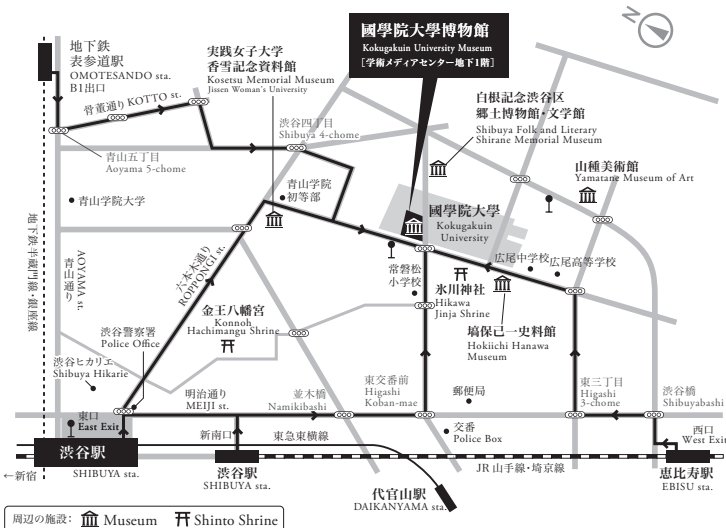 地下鉄
表参道駅
OMOTESANDO sta.
B1出口
骨董通り KOTTO st.
青山五丁目
Aoyama 5-chome
青山学院大学
地下鉄半蔵門線・銀座線
青山通り
AOYAMA st.
実践女子大学
香雪記念資料館
Kosetsu Memorial Museum
Jissen Woman's University
渋谷四丁目
Shibuya 4-chome
青山学院
初等部
國學院大學博物館
Kokugakuin University Museum
[学術メディアセンター地下1階]
N
白根記念渋谷区
郷土博物館・文学館
Shibuya Folk and Literary
Shirane Memorial Museum
山種美術館
Yamatane Museum of Art
國學院大學
Kokugakuin
University
広尾中学校
広尾高等学校
常磐松
小学校
氷川神社
Hikawa
Jinja Shrine
塙保己一史料館
Hokiichi Hanawa
Museum
六本木通り
ROPPONGI st.
金王八幡宮
Konnoh
Hachimangu Shrine
渋谷警察署
Police Office
渋谷ヒカリエ
Shibuya Hikarie
明治通り
MEIJI st.
並木橋
Namikibashi
東交番前
Higashi
Koban-mae
郵便局
交番
Police Box
東三丁目
Higashi
3-chome
渋谷橋
Shibuyabashi
東口
East Exit
新南口
東急東横線
西口
West Exit
渋谷駅
SHIBUYA sta.
←新宿
渋谷駅
SHIBUYA sta.
JR 山手線・埼京線
恵比寿駅
EBISU sta.
代官山駅
DAIKANYAMA sta.
周辺の施設: Museum Shinto Shrine